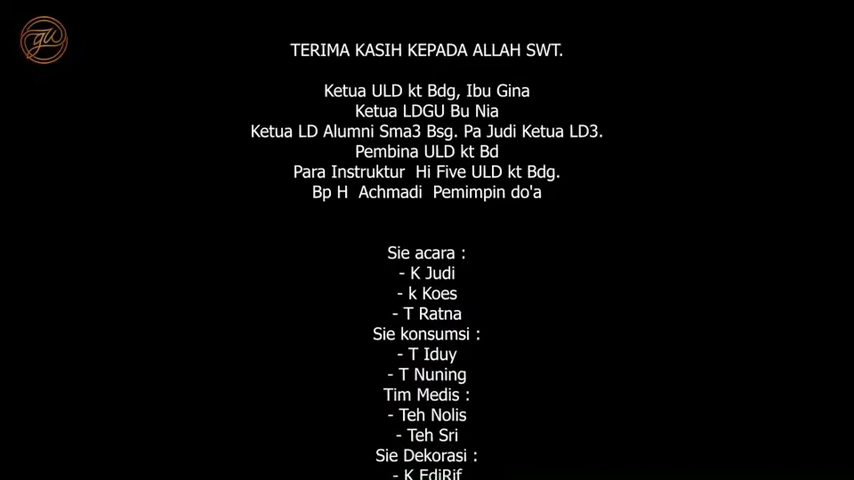 gu
TERIMA KASIH KEPADA ALLAH SWT.
Ketua ULD kt Bdg, Ibu Gina
Ketua LDGU Bu Nia
Ketua LD Alumni Sma3 Bsg. Pa Judi Ketua LD3.
Pembina ULD kt Bd
Para Instruktur  Hi Five ULD kt Bdg.
Bp H  Achmadi  Pemimpin do'a
Sie acara :
- K Judi
- k Koes
- T Ratna
Sie konsumsi :
- T Iduy
- T Nuning
Tim Medis :
- Teh Nolis
- Teh Sri
Sie Dekorasi :
- K EdiRif